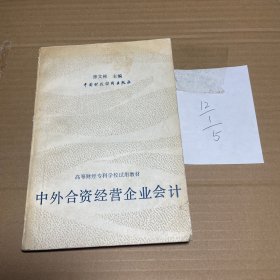 曾文彬 主编
中国财政经济出版社
高等财经专科学校试用教材
中外合资经营企业会计
12
1
5